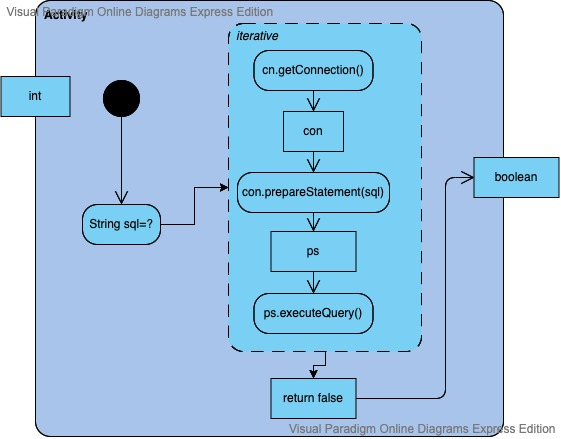 Visual Paradigm Online Diagrams Express Edition
Activity
iterative
cn.getConnection()
int
con
boolean
con.prepareStatement(sql)
String sql=?
ps
ps.executeQuery()
return false
Visual Paradigm Online Diagrams Express Edition